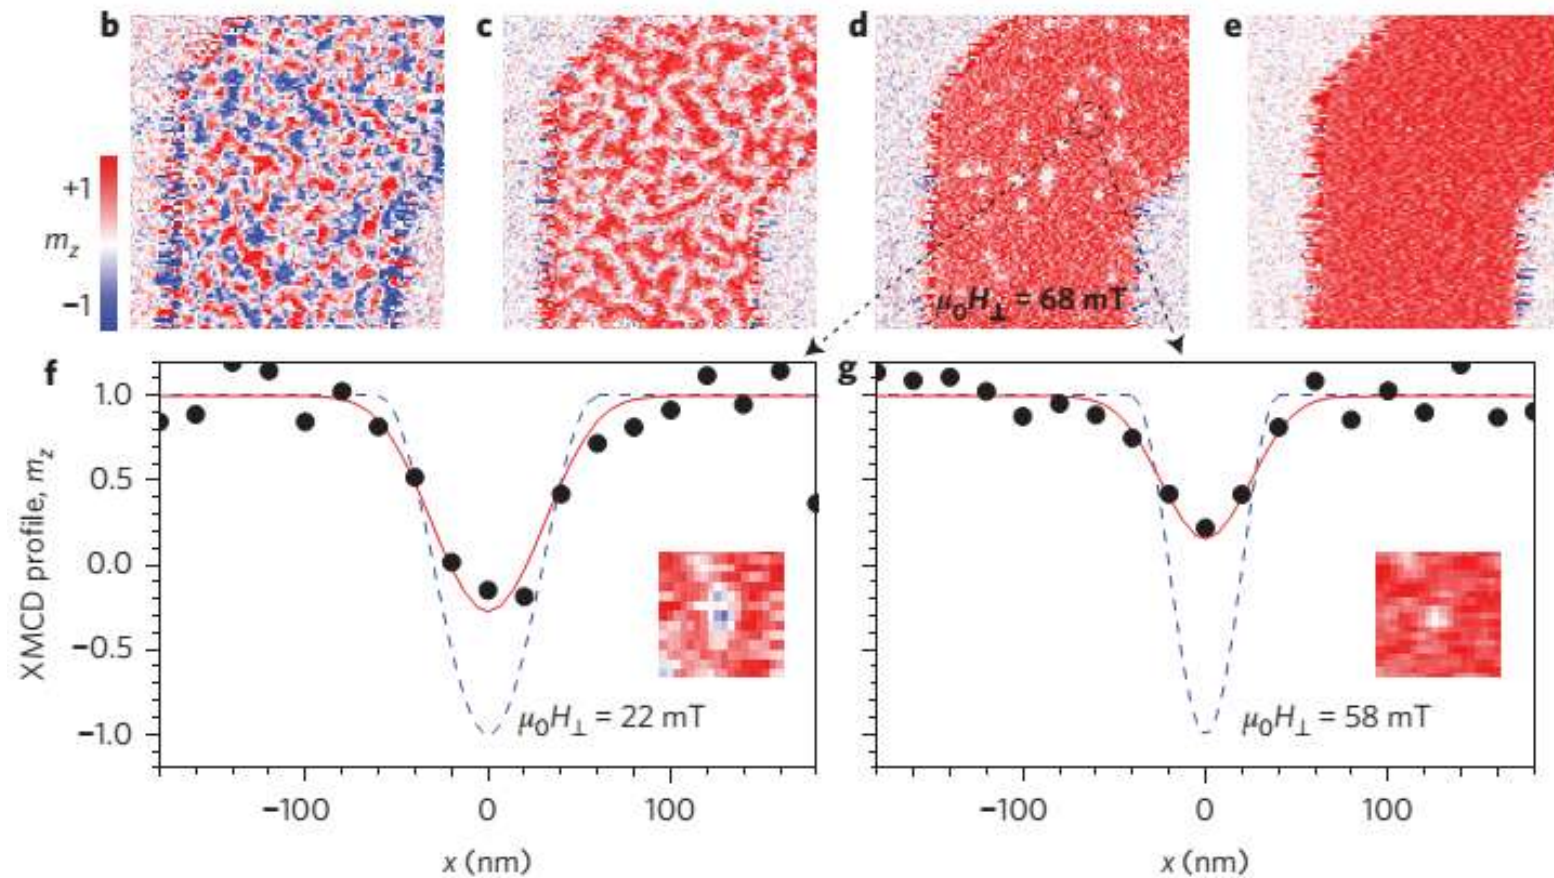 b c d e
+1
m_z
−1
μ₀H⊥ = 68 mT
f g
1.0
0.5
0.0
−0.5
−1.0
XMCD profile, m_z
μ₀H⊥ = 22 mT
μ₀H⊥ = 58 mT
−100 0 100
−100 0 100
x (nm)
x (nm)